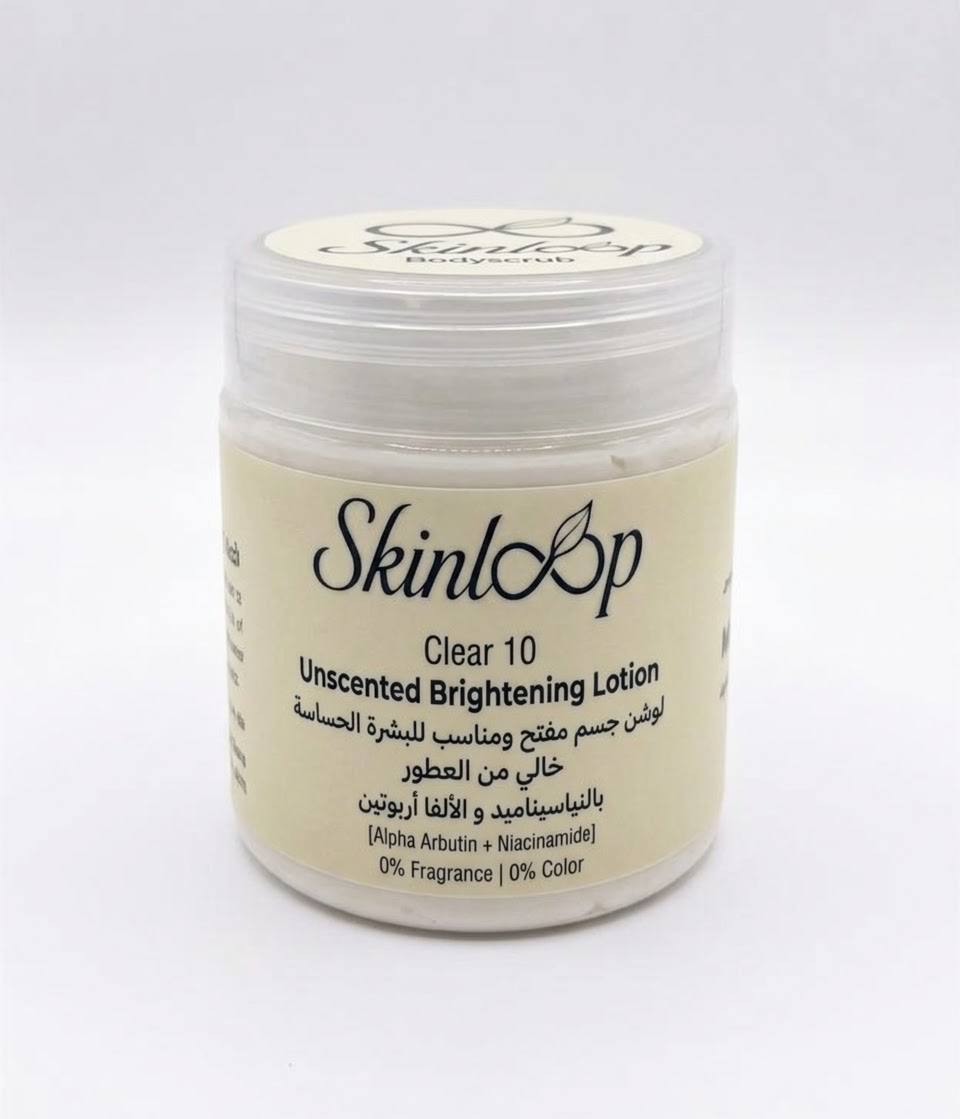 Skinloop
Bodyscrub
Skinloop
Clear 10
Unscented Brightening Lotion
لوشن جسم مفتح ومناسب للبشرة الحساسة
خالي من العطور
بالنياسيناميد و الألفا أربوتين
[Alpha Arbutin + Niacinamide]
0% Fragrance | 0% Color